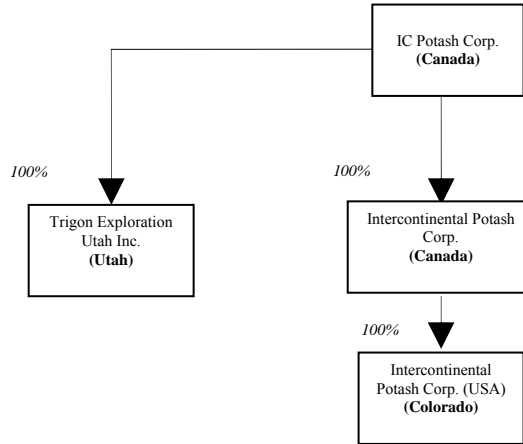 IC Potash Corp.
(Canada)
100%
100%
Trigon Exploration
Utah Inc.
(Utah)
Intercontinental Potash
Corp.
(Canada)
100%
Intercontinental
Potash Corp. (USA)
(Colorado)